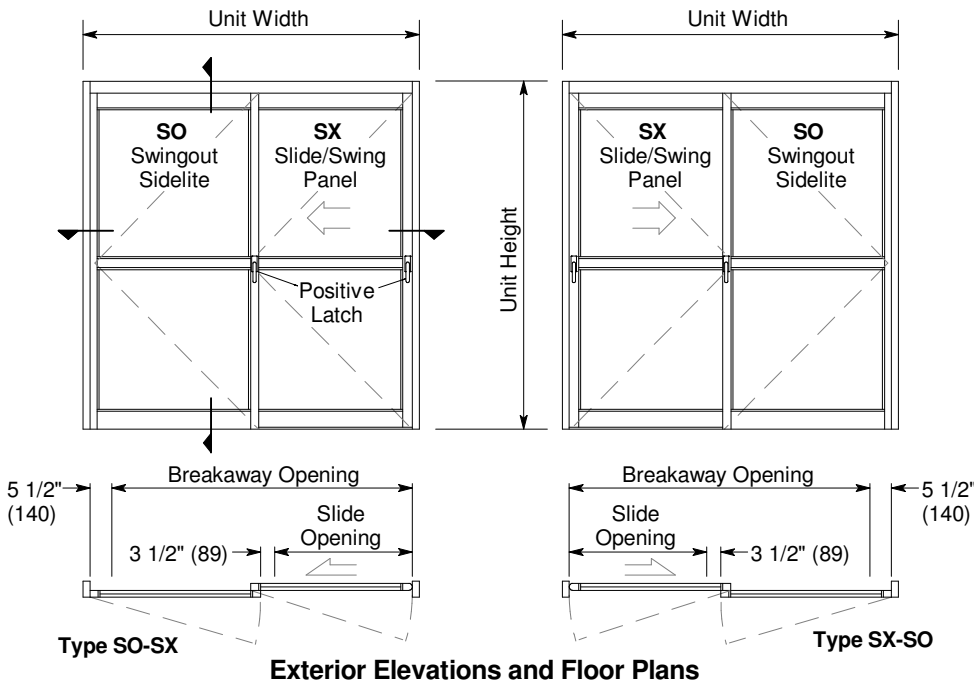 Unit Width
Unit Width
SO
Swingout
Sidelite
SX
Slide/Swing
Panel
Positive
Latch
Unit Height
SX
Slide/Swing
Panel
SO
Swingout
Sidelite
5 1/2"
(140)
Breakaway Opening
Slide
Opening
3 1/2" (89)
Breakaway Opening
5 1/2"
(140)
Slide
Opening
3 1/2" (89)
Type SO-SX
Type SX-SO
Exterior Elevations and Floor Plans